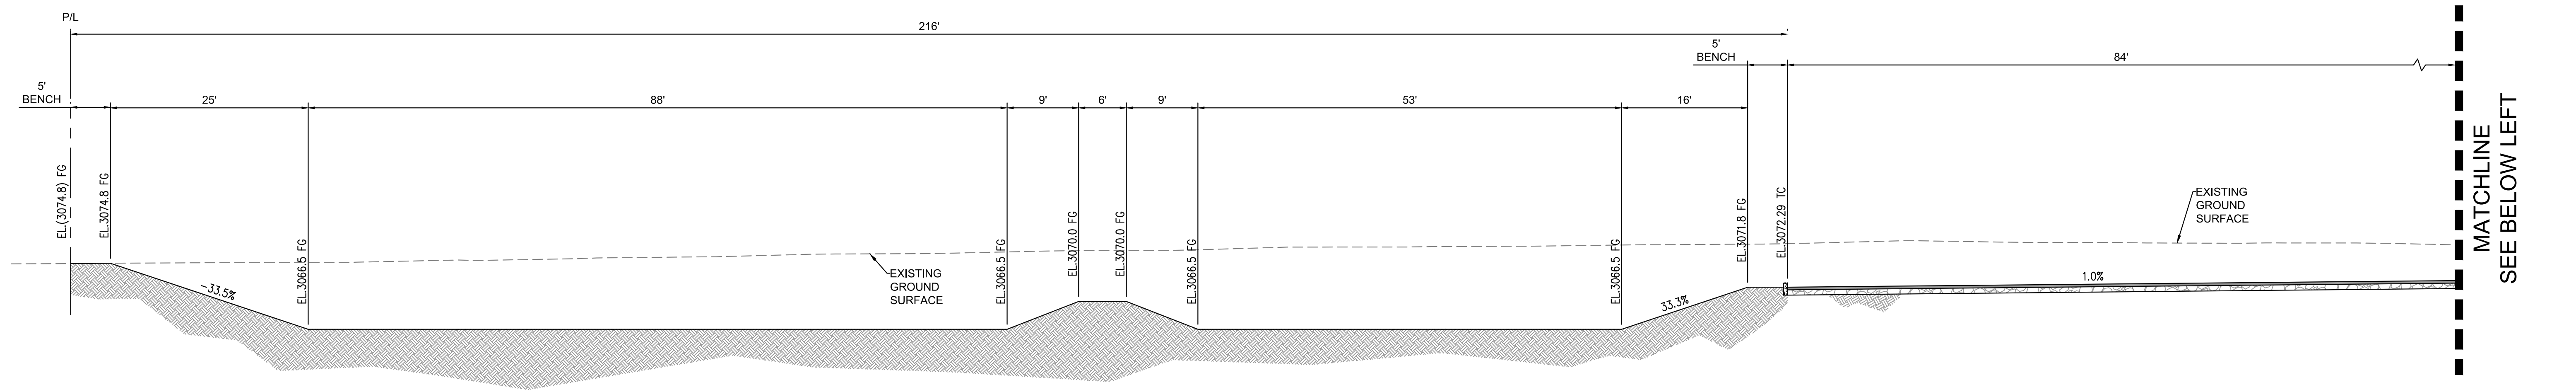 P/L
216'
5'
BENCH
84'
5'
BENCH
25'
88'
9'
6'
9'
53'
16'
EL.(3074.8) FG
EL.3074.8 FG
EL.3066.5 FG
EL.3066.5 FG
EL.3070.0 FG
EL.3070.0 FG
EL.3066.5 FG
EL.3066.5 FG
EL.3071.8 FG
EL.3072.29 TC
EXISTING
GROUND
SURFACE
EXISTING
GROUND
SURFACE
-33.5%
33.3%
1.0%
MATCHLINE
SEE BELOW LEFT